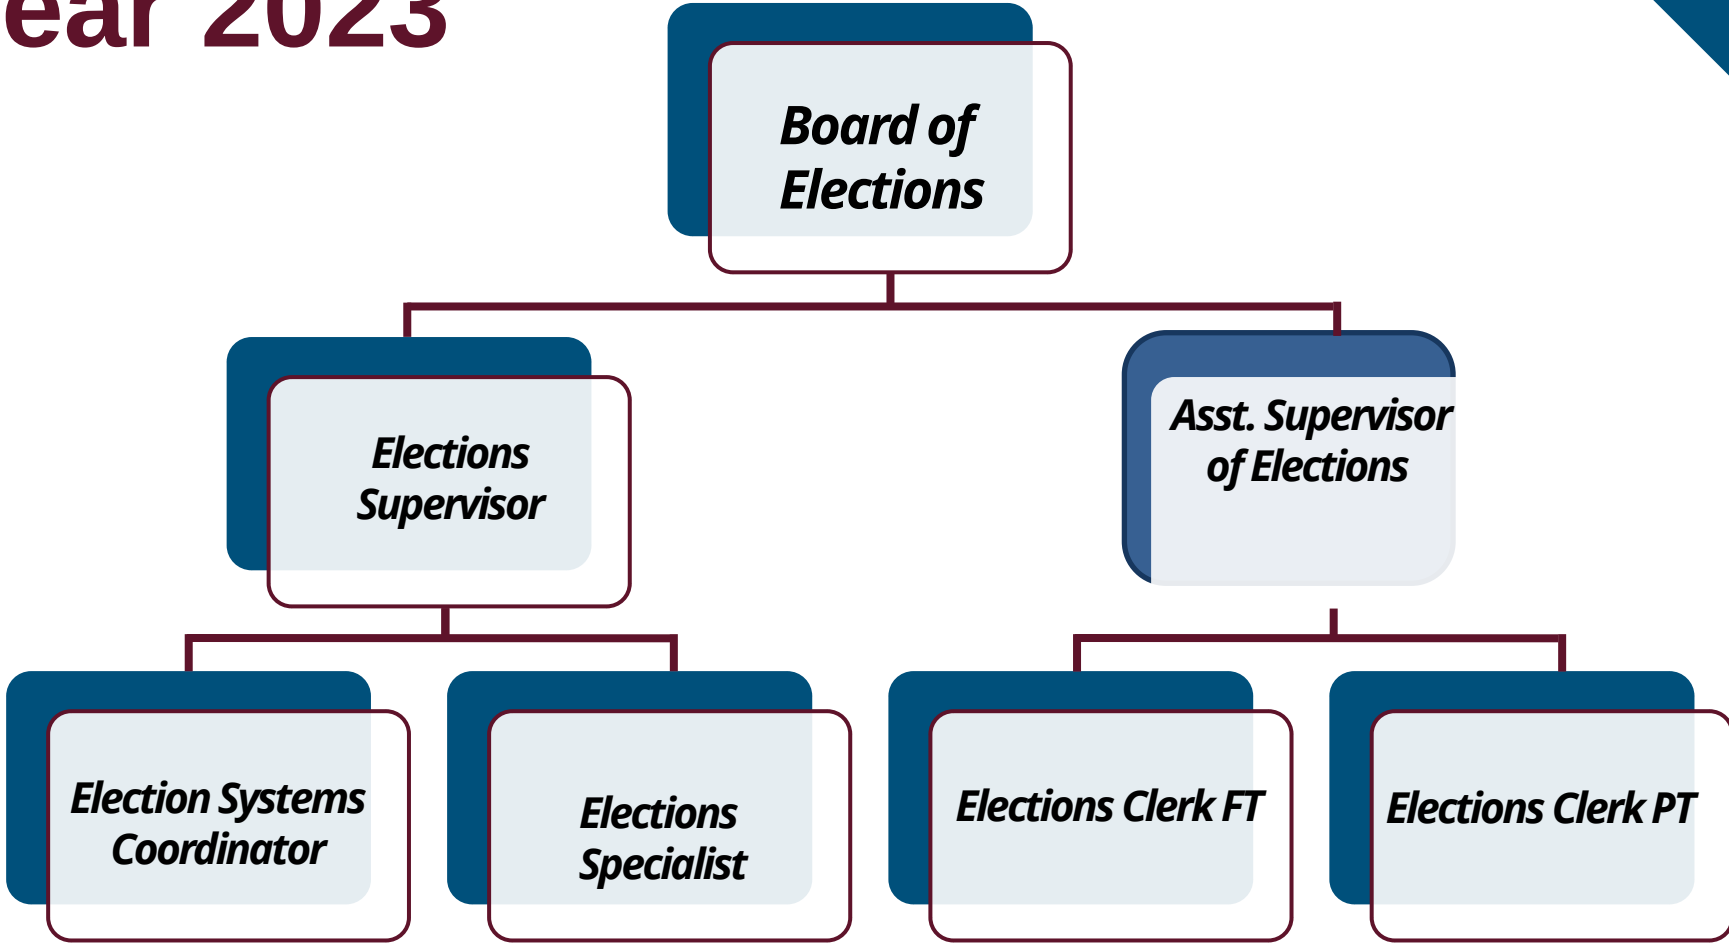 ear 2023
Board of
Elections
Elections
Supervisor
Asst. Supervisor
of Elections
Election Systems
Coordinator
Elections
Specialist
Elections Clerk FT
Elections Clerk PT